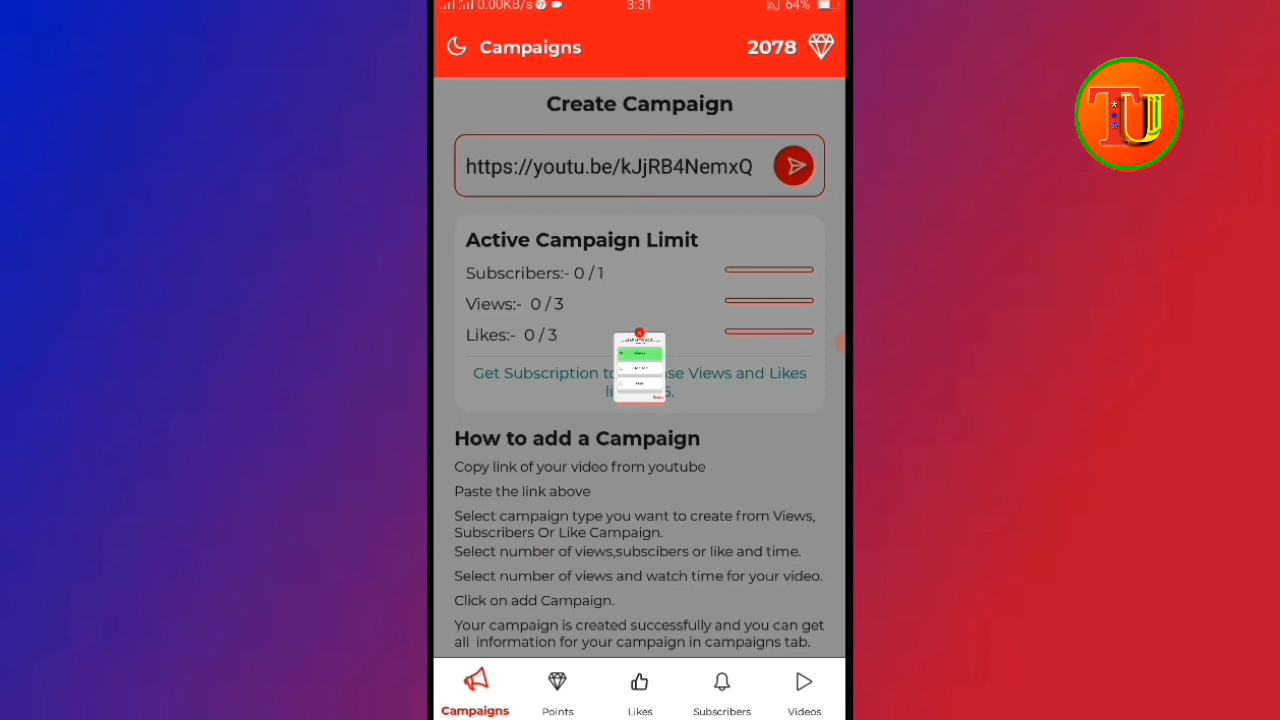 0.00KB/s 3:31 64%
Campaigns 2078
TU
Create Campaign
https://youtu.be/kJjRB4NemxQ
Active Campaign Limit
Subscribers:- 0 / 1
Views:- 0 / 3
Likes:- 0 / 3
Get Subscription to se Views and Likes
How to add a Campaign
Copy link of your video from youtube
Paste the link above
Select campaign type you want to create from Views,
Subscribers Or Like Campaign.
Select number of views,subscibers or like and time.
Select number of views and watch time for your video.
Click on add Campaign.
Your campaign is created successfully and you can get
all information for your campaign in campaigns tab.
Campaigns Points Likes Subscribers Videos